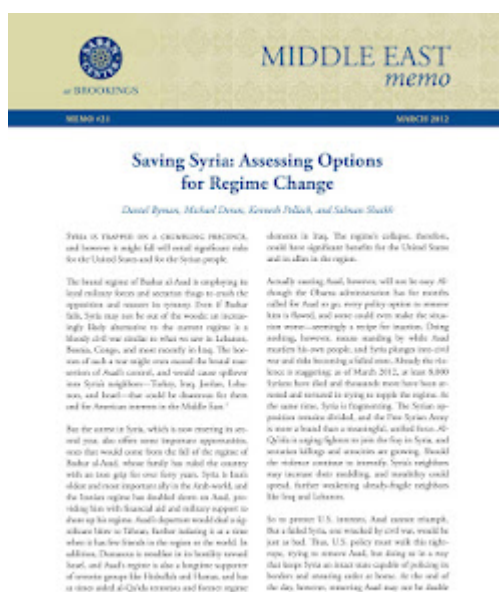 SABAN CENTER
at BROOKINGS
MIDDLE EAST
memo
MEMO #21
MARCH 2012
Saving Syria: Assessing Options
for Regime Change
Daniel Byman, Michael Doran, Kenneth Pollack, and Salman Shaikh
SYRIA IS TRAPPED ON A CRUMBLING PRECIPICE,
and however it might fall will entail significant risks
for the United States and for the Syrian people.
The brutal regime of Bashar al-Asad is employing its
loyal military forces and sectarian thugs to crush the
opposition and reassert its tyranny. Even if Bashar
fails, Syria may not be out of the woods: an increas-
ingly likely alternative to the current regime is a
bloody civil war similar to what we saw in Lebanon,
Bosnia, Congo, and most recently in Iraq. The hor-
rors of such a war might even exceed the brutal reas-
sertion of Asad's control, and would cause spillover
into Syria's neighbors—Turkey, Iraq, Jordan, Leba-
non, and Israel—that could be disastrous for them
and for American interests in the Middle East.
But the unrest in Syria, which is now entering its sec-
ond year, also offers some important opportunities,
ones that would come from the fall of the regime of
Bashar al-Asad, whose family has ruled the country
with an iron grip for over forty years. Syria is Iran's
oldest and most important ally in the Arab world, and
the Iranian regime has doubled down on Asad, pro-
viding him with financial aid and military support to
shore up his regime. Asad's departure would deal a sig-
nificant blow to Tehran, further isolating it at a time
when it has few friends in the region or the world. In
addition, Damascus is steadfast in its hostility toward
Israel, and Asad's regime is also a longtime supporter
of terrorist groups like Hizballah and Hamas, and has
at times aided al-Qa'ida terrorists and former regime
elements in Iraq. The regime's collapse, therefore,
could have significant benefits for the United States
and its allies in the region.
Actually ousting Asad, however, will not be easy. Al-
though the Obama administration has for months
called for Asad to go, every policy option to remove
him is flawed, and some could even make the situa-
tion worse—seemingly a recipe for inaction. Doing
nothing, however, means standing by while Asad
murders his own people, and Syria plunges into civil
war and risks becoming a failed state. Already the vio-
lence is staggering: as of March 2012, at least 8,000
Syrians have died and thousands more have been ar-
rested and tortured in trying to topple the regime. At
the same time, Syria is fragmenting. The Syrian op-
position remains divided, and the Free Syrian Army
is more a brand than a meaningful, unified force. Al-
Qa'ida is urging fighters to join the fray in Syria, and
sectarian killings and atrocities are growing. Should
the violence continue to intensify, Syria's neighbors
may increase their meddling, and instability could
spread, further weakening already-fragile neighbors
like Iraq and Lebanon.
So to protect U.S. interests, Asad cannot triumph.
But a failed Syria, one wracked by civil war, would be
just as bad. Thus, U.S. policy must walk this tight-
rope, trying to remove Asad, but doing so in a way
that keeps Syria an intact state capable of policing its
borders and ensuring order at home. At the end of
the day, however, removing Asad may not be doable